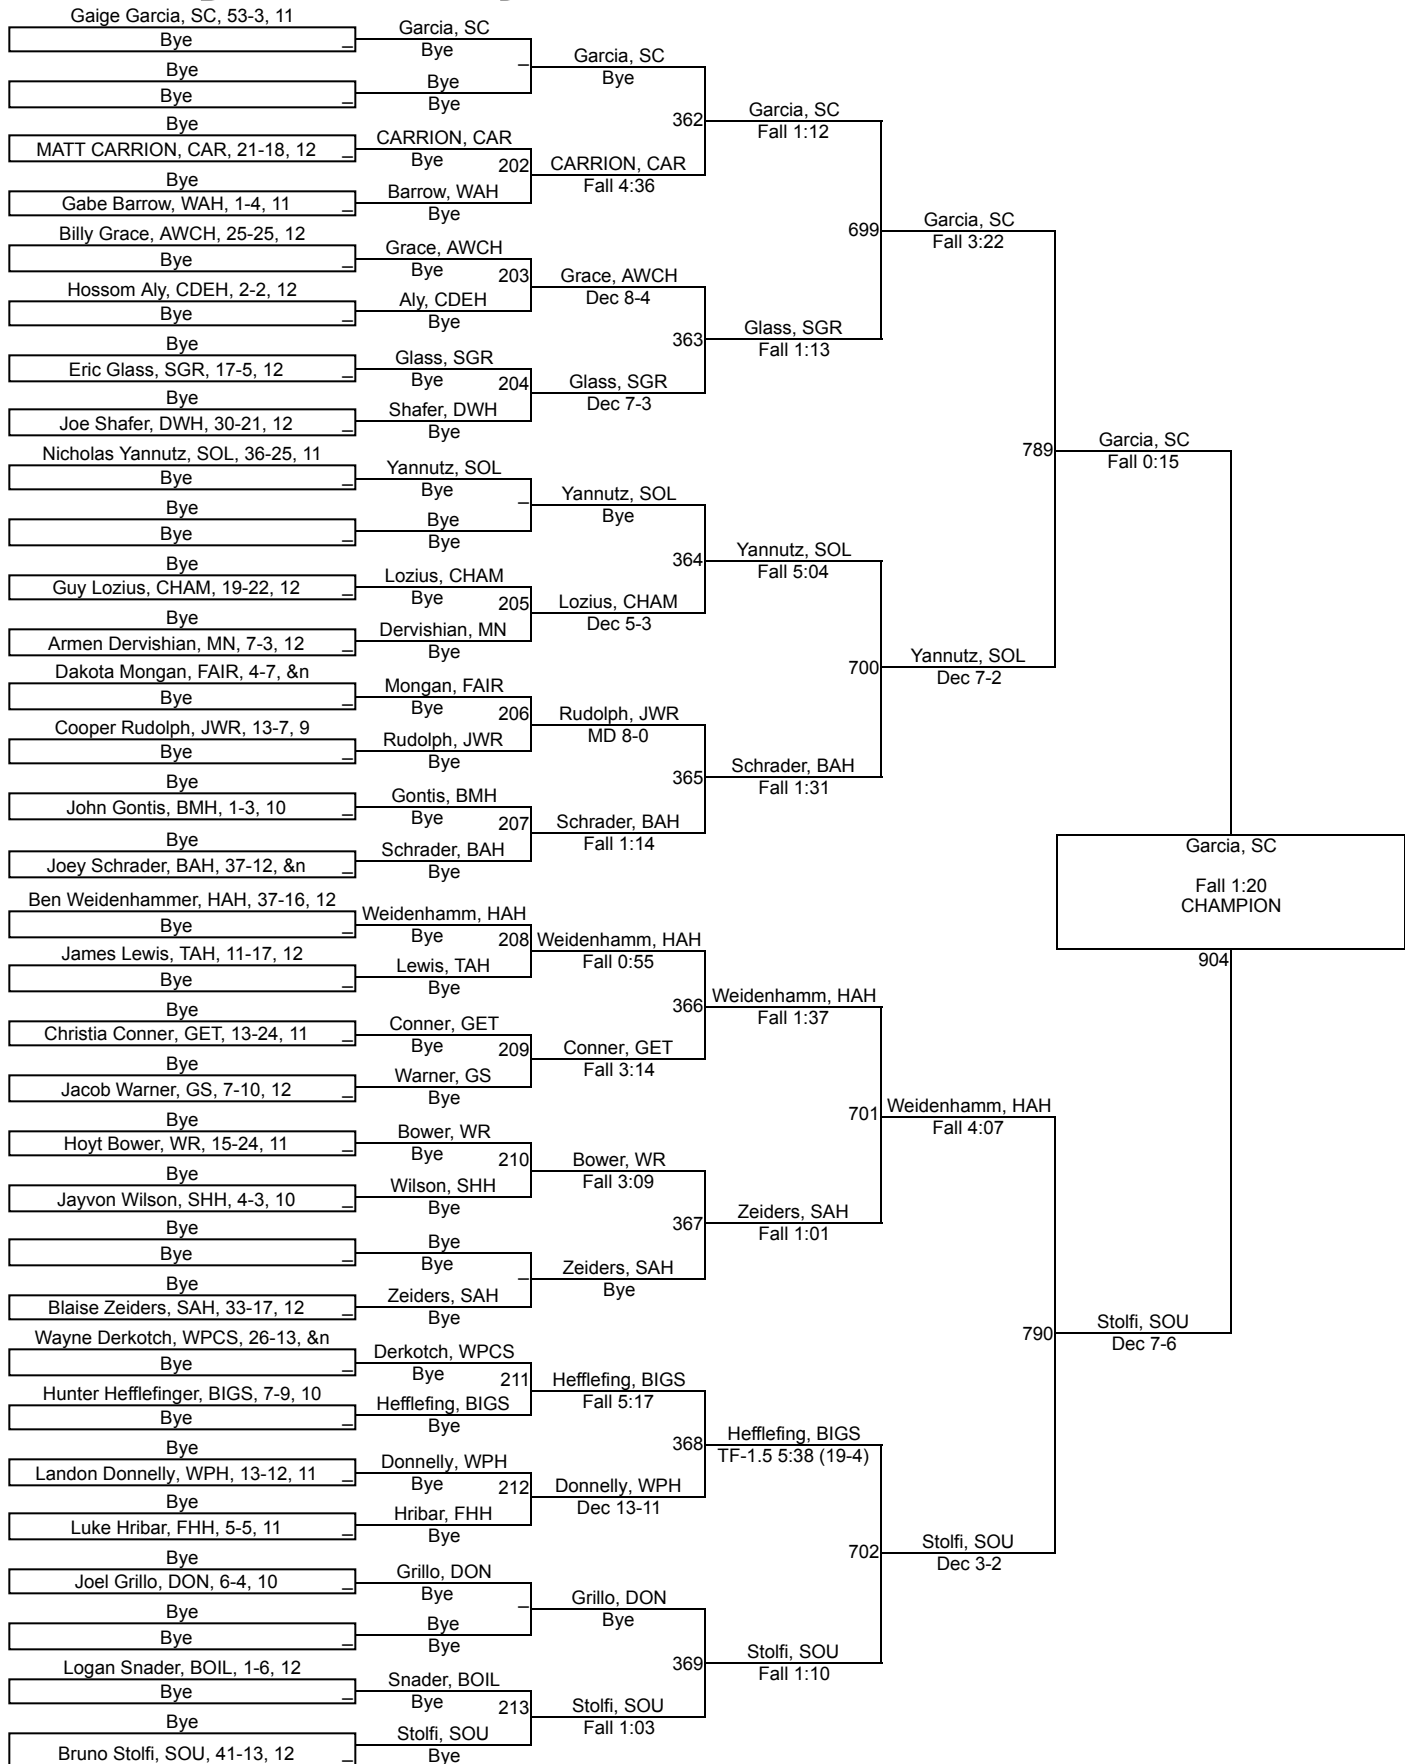 Gaige Garcia, SC, 53-3, 11
Bye _
Bye
Bye _
Bye
MATT CARRION, CAR, 21-18, 12 _
Bye
Gabe Barrow, WAH, 1-4, 11 _
Billy Grace, AWCH, 25-25, 12
Bye _
Hossom Aly, CDEH, 2-2, 12
Bye _
Bye
Eric Glass, SGR, 17-5, 12 _
Bye
Joe Shafer, DWH, 30-21, 12 _
Nicholas Yannutz, SOL, 36-25, 11
Bye _
Bye
Bye _
Bye
Guy Lozius, CHAM, 19-22, 12 _
Bye
Armen Dervishian, MN, 7-3, 12 _
Dakota Mongan, FAIR, 4-7, &n
Bye _
Cooper Rudolph, JWR, 13-7, 9
Bye _
Bye
John Gontis, BMH, 1-3, 10 _
Bye
Joey Schrader, BAH, 37-12, &n _
Ben Weidenhammer, HAH, 37-16, 12
Bye _
James Lewis, TAH, 11-17, 12
Bye _
Bye
Christia Conner, GET, 13-24, 11 _
Bye
Jacob Warner, GS, 7-10, 12 _
Bye
Hoyt Bower, WR, 15-24, 11 _
Bye
Jayvon Wilson, SHH, 4-3, 10 _
Bye
Bye _
Bye
Blaise Zeiders, SAH, 33-17, 12 _
Wayne Derkotch, WPCS, 26-13, &n
Bye _
Hunter Hefflefinger, BIGS, 7-9, 10
Bye _
Bye
Landon Donnelly, WPH, 13-12, 11 _
Bye
Luke Hribar, FHH, 5-5, 11 _
Bye
Joel Grillo, DON, 6-4, 10 _
Bye
Bye _
Logan Snader, BOIL, 1-6, 12
Bye _
Bye
Bruno Stolfi, SOU, 41-13, 12 _
Garcia, SC
Bye
_
Bye
Bye
CARRION, CAR
Bye
202
Barrow, WAH
Bye
Grace, AWCH
Bye
203
Aly, CDEH
Bye
Glass, SGR
Bye
204
Shafer, DWH
Bye
Yannutz, SOL
Bye
_
Bye
Bye
Lozius, CHAM
Bye
205
Dervishian, MN
Bye
Mongan, FAIR
Bye
206
Rudolph, JWR
Bye
Gontis, BMH
Bye
207
Schrader, BAH
Bye
Weidenhamm, HAH
Bye
208
Lewis, TAH
Bye
Conner, GET
Bye
209
Warner, GS
Bye
Bower, WR
Bye
210
Wilson, SHH
Bye
Bye
Bye
_
Zeiders, SAH
Bye
Derkotch, WPCS
Bye
211
Hefflefing, BIGS
Bye
Donnelly, WPH
Bye
212
Hribar, FHH
Bye
Grillo, DON
Bye
_
Bye
Bye
Snader, BOIL
Bye
213
Stolfi, SOU
Bye
Garcia, SC
Bye
362
CARRION, CAR
Fall 4:36
Grace, AWCH
Dec 8-4
363
Glass, SGR
Dec 7-3
Yannutz, SOL
Bye
364
Lozius, CHAM
Dec 5-3
Rudolph, JWR
MD 8-0
365
Schrader, BAH
Fall 1:14
Weidenhamm, HAH
Fall 0:55
366
Conner, GET
Fall 3:14
Bower, WR
Fall 3:09
367
Zeiders, SAH
Bye
Hefflefing, BIGS
Fall 5:17
368
Donnelly, WPH
Dec 13-11
Grillo, DON
Bye
369
Stolfi, SOU
Fall 1:03
Garcia, SC
Fall 1:12
699
Glass, SGR
Fall 1:13
Yannutz, SOL
Fall 5:04
700
Schrader, BAH
Fall 1:31
Weidenhamm, HAH
Fall 1:37
701
Zeiders, SAH
Fall 1:01
Hefflefing, BIGS
TF-1.5 5:38 (19-4)
702
Stolfi, SOU
Fall 1:10
Garcia, SC
Fall 3:22
789
Yannutz, SOL
Dec 7-2
Weidenhamm, HAH
Fall 4:07
790
Stolfi, SOU
Dec 3-2
Garcia, SC
Fall 0:15
Garcia, SC
Fall 1:20
CHAMPION
904
Stolfi, SOU
Dec 7-6